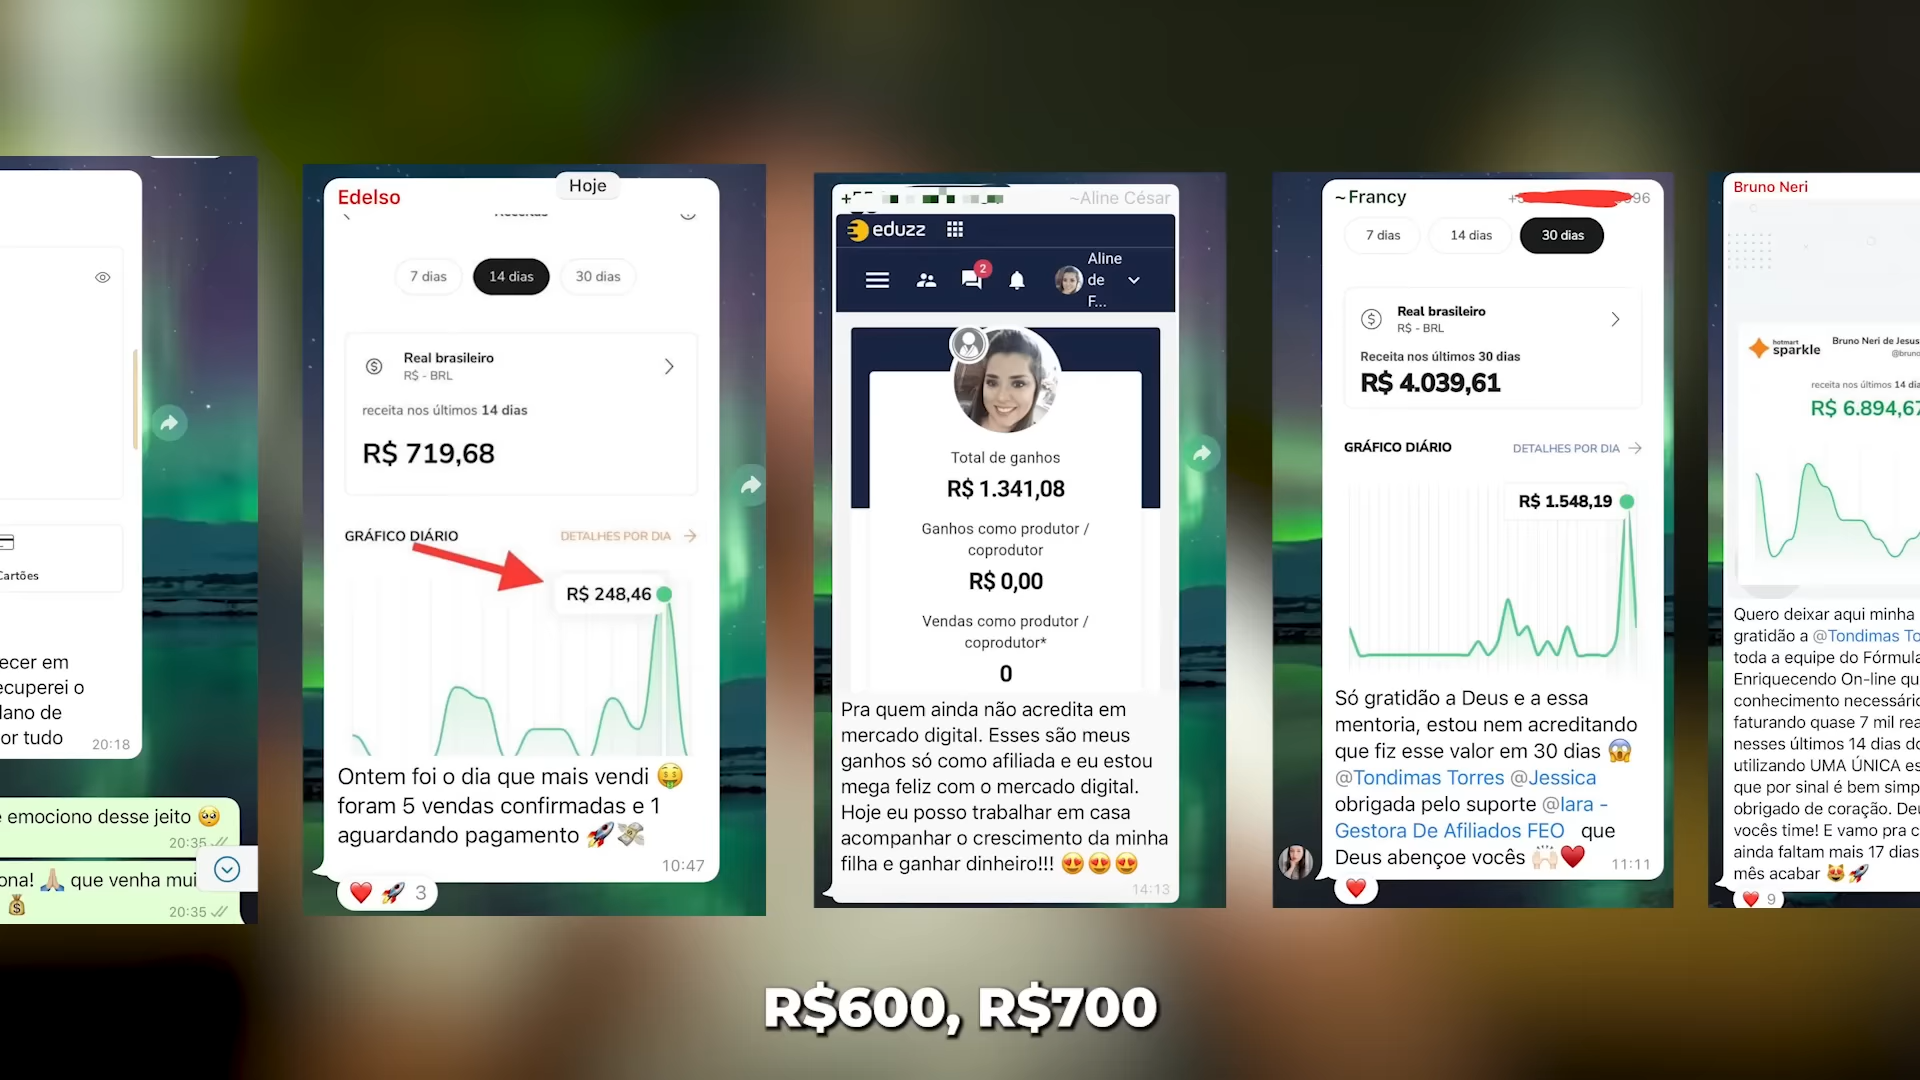 Cartões
ecer em
ecuperei o
lano de
or tudo
20:18
e emociono desse jeito 🥺
20:35
ona! 🙏🏼 que venha mui
💰
20:35
Edelso
Hoje
7 dias
14 dias
30 dias
Real brasileiro
R$ - BRL
receita nos últimos 14 dias
R$ 719,68
GRÁFICO DIÁRIO
DETALHES POR DIA
R$ 248,46
Ontem foi o dia que mais vendi 🤑
foram 5 vendas confirmadas e 1
aguardando pagamento 🚀💸
10:47
❤️ 🚀 3
~Aline César
eduzz
2
Aline
de
F...
Total de ganhos
R$ 1.341,08
Ganhos como produtor /
coprodutor
R$ 0,00
Vendas como produtor /
coprodutor*
0
Pra quem ainda não acredita em
mercado digital. Esses são meus
ganhos só como afiliada e eu estou
mega feliz com o mercado digital.
Hoje eu posso trabalhar em casa
acompanhar o crescimento da minha
filha e ganhar dinheiro!!! 😍 😍 😍
14:13
~Francy
96
7 dias
14 dias
30 dias
Real brasileiro
R$ - BRL
Receita nos últimos 30 dias
R$ 4.039,61
GRÁFICO DIÁRIO
DETALHES POR DIA
R$ 1.548,19
Só gratidão a Deus e a essa
mentoria, estou nem acreditando
que fiz esse valor em 30 dias 😱
@Tondimas Torres @Jessica
obrigada pelo suporte @Iara -
Gestora De Afiliados FEO que
Deus abençoe vocês 🙌🏻❤️
11:11
❤️
Bruno Neri
hotmart
sparkle
Bruno Neri de Jesus
@bruno
receita nos últimos 14 dia
R$ 6.894,67
Quero deixar aqui minha
gratidão a @Tondimas To
toda a equipe do Fórmula
Enriquecendo On-line qu
conhecimento necessário
faturando quase 7 mil rea
nesses últimos 14 dias do
utilizando UMA ÚNICA es
que por sinal é bem simp
obrigado de coração. Deu
vocês time! E vamo pra c
ainda faltam mais 17 dias
mês acabar 😻🚀
❤️ 9
R$600, R$700